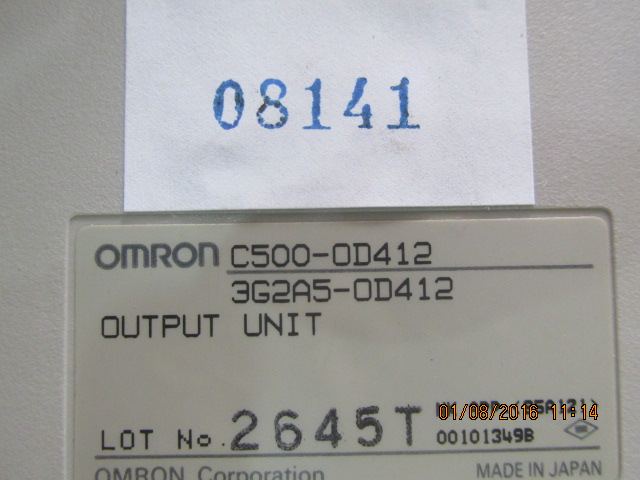 08141
OMRON C500-OD412
3G2A5-OD412
OUTPUT UNIT
01/08/2016 11:14
LOT No. 2645T 00101349B
OMRON Corporation MADE IN JAPAN